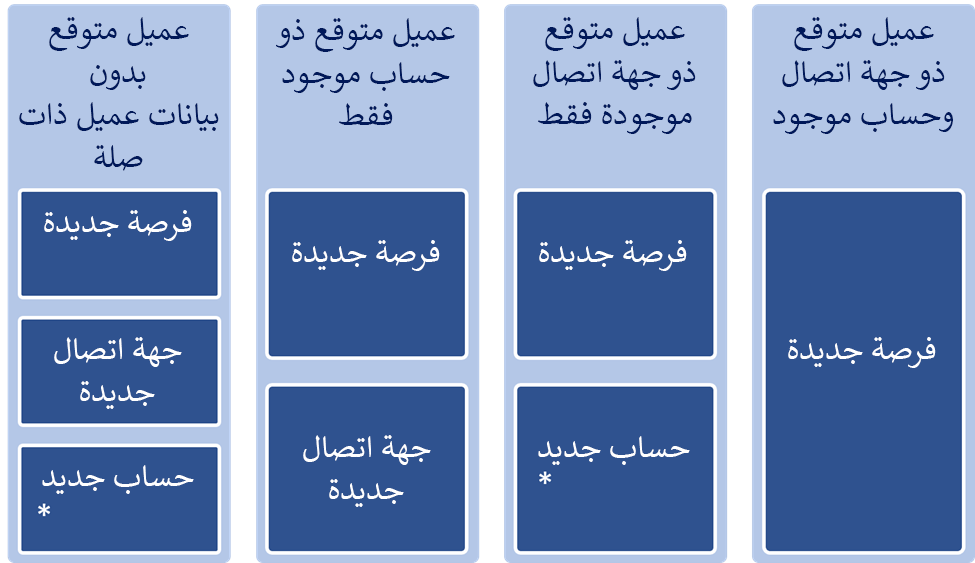 عميل متوقع
ذو جهة اتصال
وحساب موجود
فرصة جديدة
عميل متوقع
ذو جهة اتصال
موجودة فقط
فرصة جديدة
حساب جديد
*
عميل متوقع ذو
حساب موجود
فقط
فرصة جديدة
جهة اتصال
جديدة
عميل متوقع
بدون
بيانات عميل ذات
صلة
فرصة جديدة
جهة اتصال
جديدة
حساب جديد
*